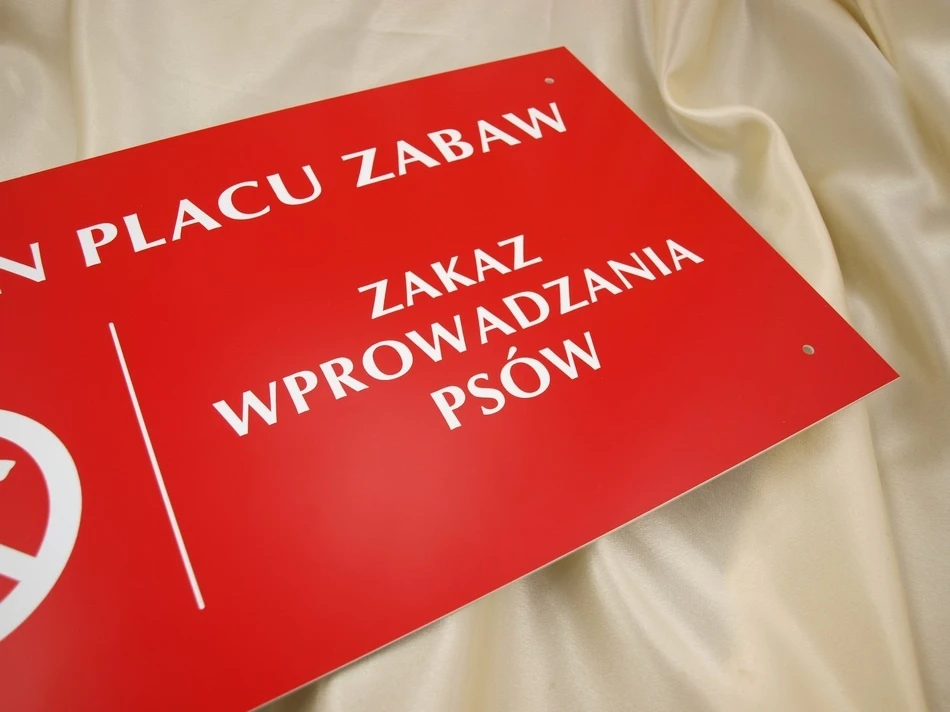 N PLACU ZABAW
ZAKAZ
WPROWADZANIA
PSÓW